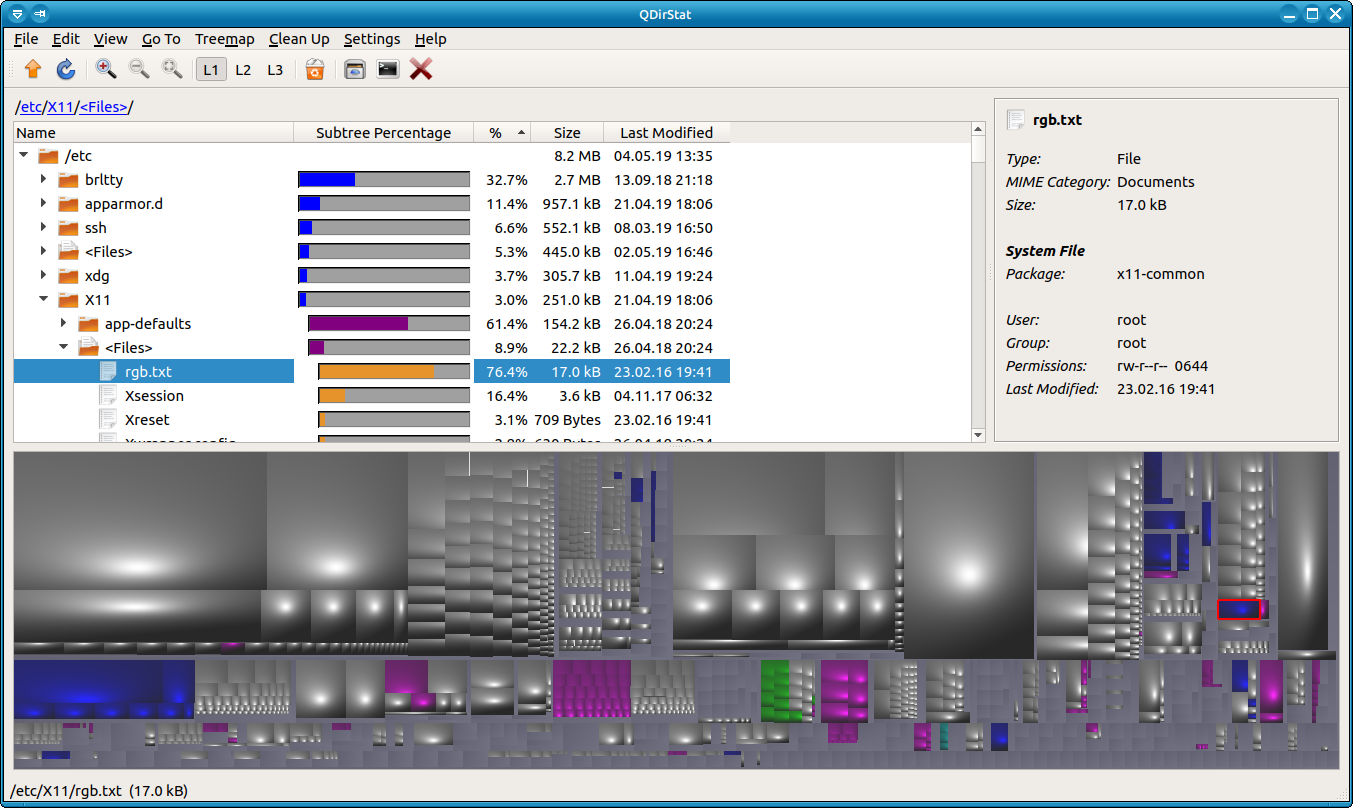 QDirStat
File Edit View Go To Treemap Clean Up Settings Help
L1 L2 L3
/etc/X11/<Files>/
Name Subtree Percentage % Size Last Modified
/etc 8.2 MB 04.05.19 13:35
brltty 32.7% 2.7 MB 13.09.18 21:18
apparmor.d 11.4% 957.1 kB 21.04.19 18:06
ssh 6.6% 552.1 kB 08.03.19 16:50
<Files> 5.3% 445.0 kB 02.05.19 16:46
xdg 3.7% 305.7 kB 11.04.19 19:24
X11 3.0% 251.0 kB 21.04.19 18:06
app-defaults 61.4% 154.2 kB 26.04.18 20:24
<Files> 8.9% 22.2 kB 26.04.18 20:24
rgb.txt 76.4% 17.0 kB 23.02.16 19:41
Xsession 16.4% 3.6 kB 04.11.17 06:32
Xreset 3.1% 709 Bytes 23.02.16 19:41
rgb.txt
Type: File
MIME Category: Documents
Size: 17.0 kB
System File
Package: x11-common
User: root
Group: root
Permissions: rw-r--r-- 0644
Last Modified: 23.02.16 19:41
/etc/X11/rgb.txt (17.0 kB)